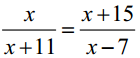 x/(x+11) = (x+15)/(x−7)